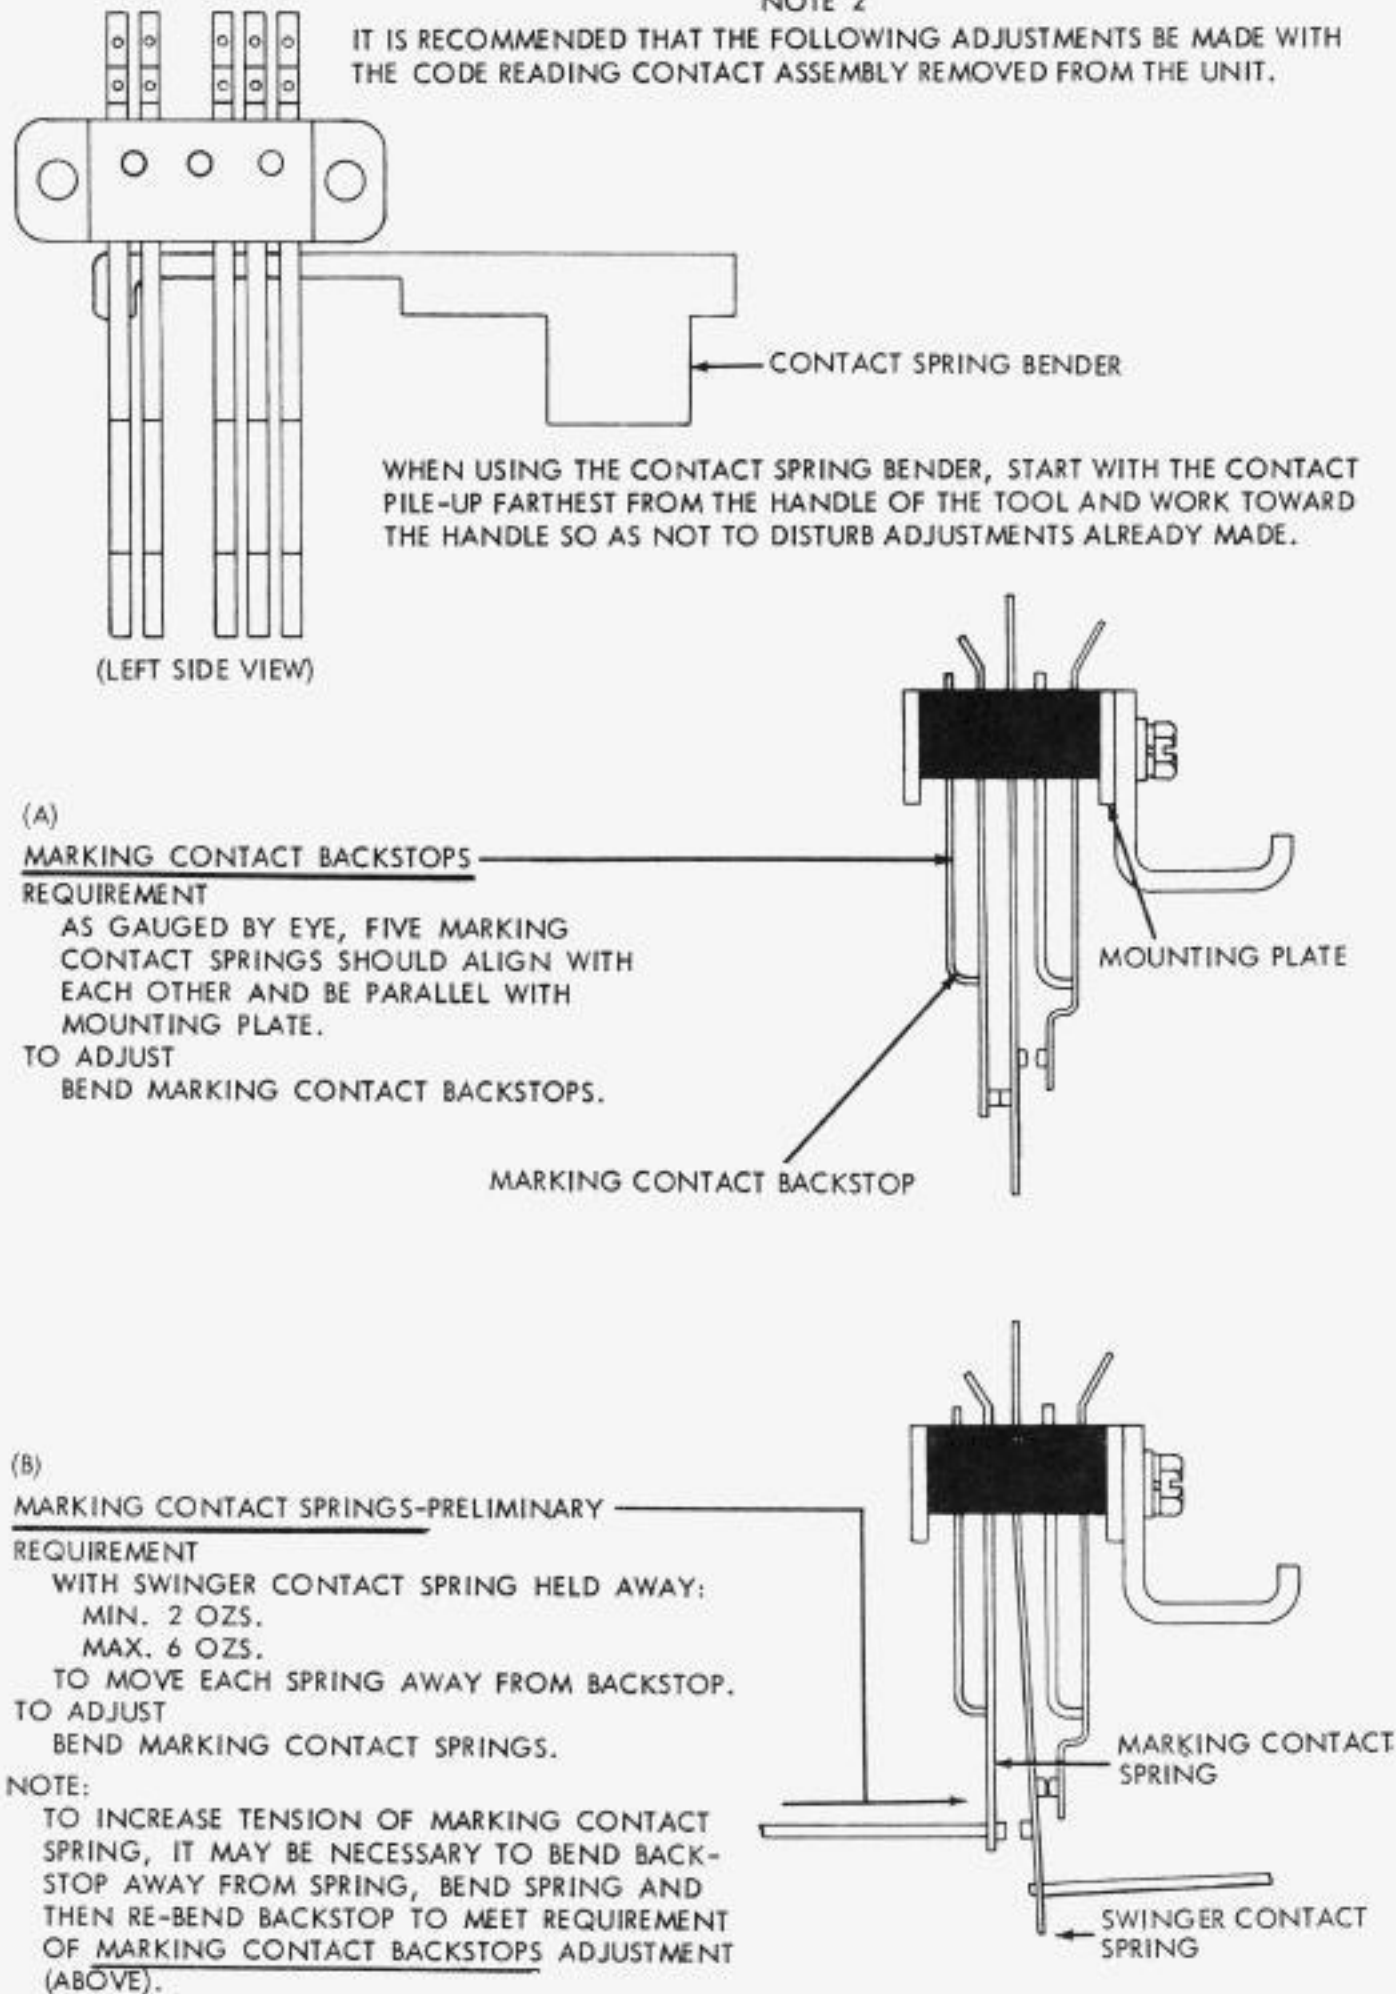 NOTE 2
IT IS RECOMMENDED THAT THE FOLLOWING ADJUSTMENTS BE MADE WITH
THE CODE READING CONTACT ASSEMBLY REMOVED FROM THE UNIT.
CONTACT SPRING BENDER
WHEN USING THE CONTACT SPRING BENDER, START WITH THE CONTACT
PILE-UP FARTHEST FROM THE HANDLE OF THE TOOL AND WORK TOWARD
THE HANDLE SO AS NOT TO DISTURB ADJUSTMENTS ALREADY MADE.
(LEFT SIDE VIEW)
(A)
MARKING CONTACT BACKSTOPS
REQUIREMENT
AS GAUGED BY EYE, FIVE MARKING
CONTACT SPRINGS SHOULD ALIGN WITH
EACH OTHER AND BE PARALLEL WITH
MOUNTING PLATE.
TO ADJUST
BEND MARKING CONTACT BACKSTOPS.
MOUNTING PLATE
MARKING CONTACT BACKSTOP
(B)
MARKING CONTACT SPRINGS-PRELIMINARY
REQUIREMENT
WITH SWINGER CONTACT SPRING HELD AWAY:
MIN. 2 OZS.
MAX. 6 OZS.
TO MOVE EACH SPRING AWAY FROM BACKSTOP.
TO ADJUST
BEND MARKING CONTACT SPRINGS.
NOTE:
TO INCREASE TENSION OF MARKING CONTACT
SPRING, IT MAY BE NECESSARY TO BEND BACK-
STOP AWAY FROM SPRING, BEND SPRING AND
THEN RE-BEND BACKSTOP TO MEET REQUIREMENT
OF MARKING CONTACT BACKSTOPS ADJUSTMENT
(ABOVE).
MARKING CONTACT
SPRING
SWINGER CONTACT
SPRING